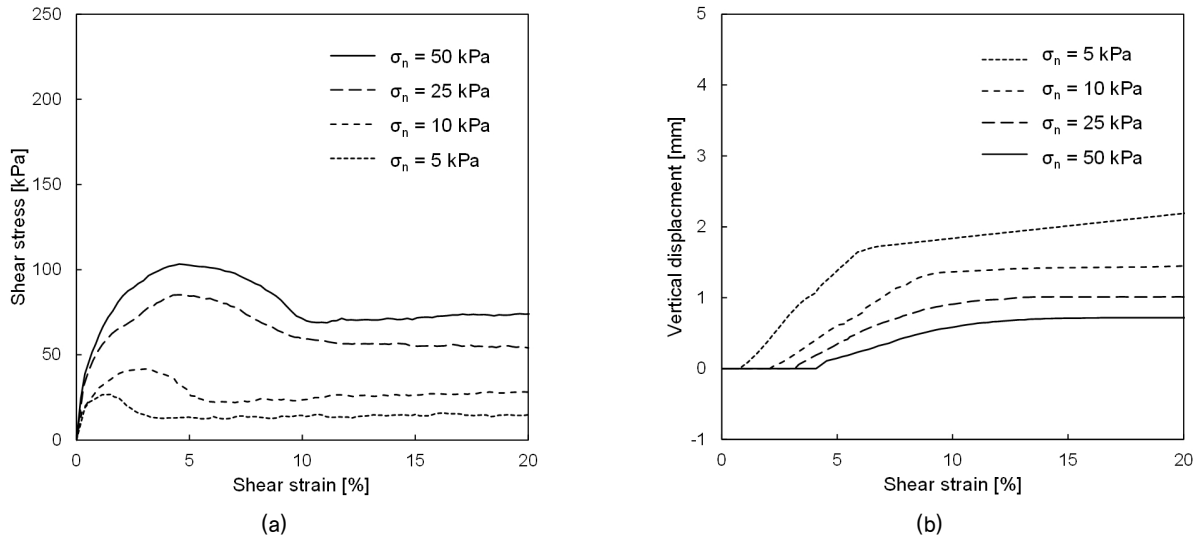 250
200
150
100
50
0
Shear stress [kPa]
σn = 50 kPa
σn = 25 kPa
σn = 10 kPa
σn = 5 kPa
0 5 10 15 20
Shear strain [%]
(a)
5
4
3
2
1
0
-1
Vertical displacment [mm]
σn = 5 kPa
σn = 10 kPa
σn = 25 kPa
σn = 50 kPa
0 5 10 15 20
Shear strain [%]
(b)